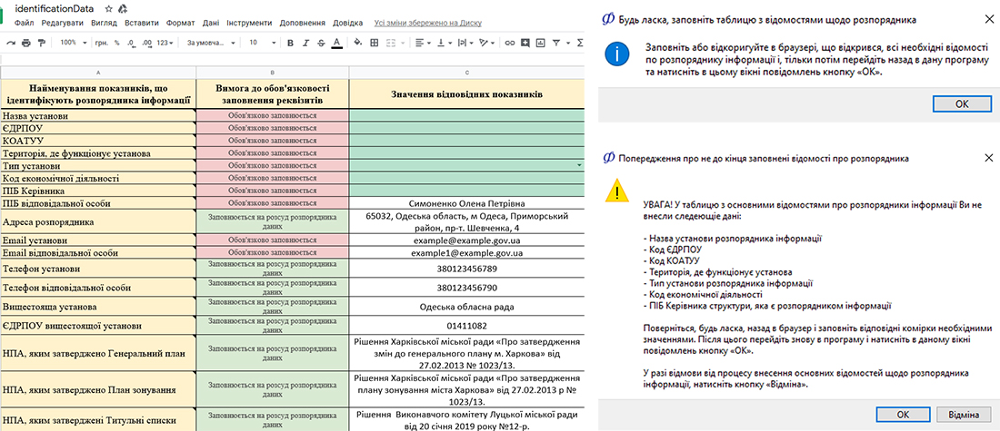 identificationData
Файл Редагувати Вигляд Вставити Формат Дані Інструменти Доповнення Довідка Усі зміни збережено на Диску
100% грн. % .0 .00 123 За умовча... 10 B I S A
A B C
Найменування показників, що ідентифікують розпорядника інформації
Вимога до обов'язковості заповнення реквізитів
Значення відповідних показників
Назва установи Обов'язково заповнюється
ЄДРПОУ Обов'язково заповнюється
КОАТУУ Обов'язково заповнюється
Територія, де функціонує установа Обов'язково заповнюється
Тип установи Обов'язково заповнюється
Код економічної діяльності Обов'язково заповнюється
ПІБ Керівника Обов'язково заповнюється
ПІБ відповідальної особи Обов'язково заповнюється Симоненко Олена Петрівна
Адреса розпорядника Заповнюється на розсуд розпорядника даних 65032, Одеська область, м Одеса, Приморський район, пр-т. Шевченка, 4
Email установи Обов'язково заповнюється example@example.gov.ua
Email відповідальної особи Обов'язково заповнюється example1@example.gov.ua
Телефон установи Заповнюється на розсуд розпорядника даних 380123456789
Телефон відповідальної особи Заповнюється на розсуд розпорядника даних 380123456790
Вищестояща установа Заповнюється на розсуд розпорядника даних Одеська обласна рада
ЄДРПОУ вищестоящої установи Заповнюється на розсуд розпорядника даних 01411082
НПА, яким затверджено Генеральний план Заповнюється на розсуд розпорядника даних Рішення Харківської міської ради «Про затвердження змін до генерального плану м. Харкова» від 27.02.2013 № 1023/13.
НПА, яким затверджено План зонування Заповнюється на розсуд розпорядника даних Рішення Харківської міської ради «Про затвердження плану зонування міста Харкова» від 27.02.2013 р № 1023/13.
НПА, яким затверджені Титульні списки Заповнюється на розсуд розпорядника даних Рішення Виконавчого комітету Луцької міської ради від 20 січня 2019 року №12-р.
Будь ласка, заповніть таблицю з відомостями щодо розпорядника
Заповніть або відкоригуйте в браузері, що відкрився, всі необхідні відомості
по розпоряднику інформації і, тільки потім перейдіть назад в дану програму
та натисніть в цьому вікні повідомлень кнопку «ОК».
OK
Попередження про не до кінця заповнені відомості про розпорядника
УВАГА! У таблицю з основними відомостями про розпорядники інформації Ви не
внесли следеющіе дані:
- Назва установи розпорядника інформації
- Код ЄДРПОУ
- Код КОАТУУ
- Територія, де функціонує установа
- Тип установи розпорядника інформації
- Код економічної діяльності
- ПІБ Керівника структури, яка є розпорядником інформації
Поверніться, будь ласка, назад в браузер і заповніть відповідні комірки необхідними
значеннями. Після цього перейдіть знову в програму і натисніть в даному вікні
повідомлень кнопку «ОК».
У разі відмови від процесу внесення основних відомостей щодо розпорядника
інформації, натисніть кнопку «Відміна».
OK Відміна